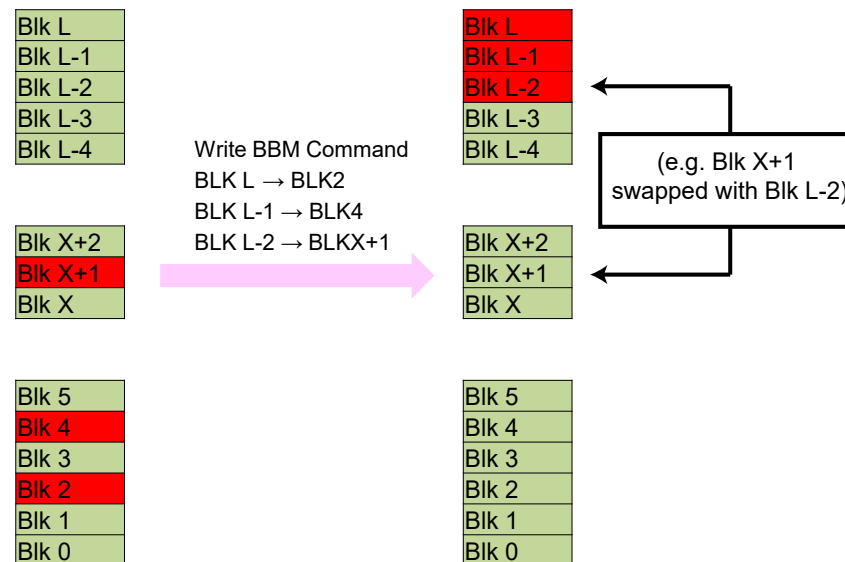 Blk L
Blk L-1
Blk L-2
Blk L-3
Blk L-4
Blk X+2
Blk X+1
Blk X
Blk 5
Blk 4
Blk 3
Blk 2
Blk 1
Blk 0
Write BBM Command
BLK L → BLK2
BLK L-1 → BLK4
BLK L-2 → BLKX+1
Blk L
Blk L-1
Blk L-2
Blk L-3
Blk L-4
Blk X+2
Blk X+1
Blk X
Blk 5
Blk 4
Blk 3
Blk 2
Blk 1
Blk 0
(e.g. Blk X+1
swapped with Blk L-2)